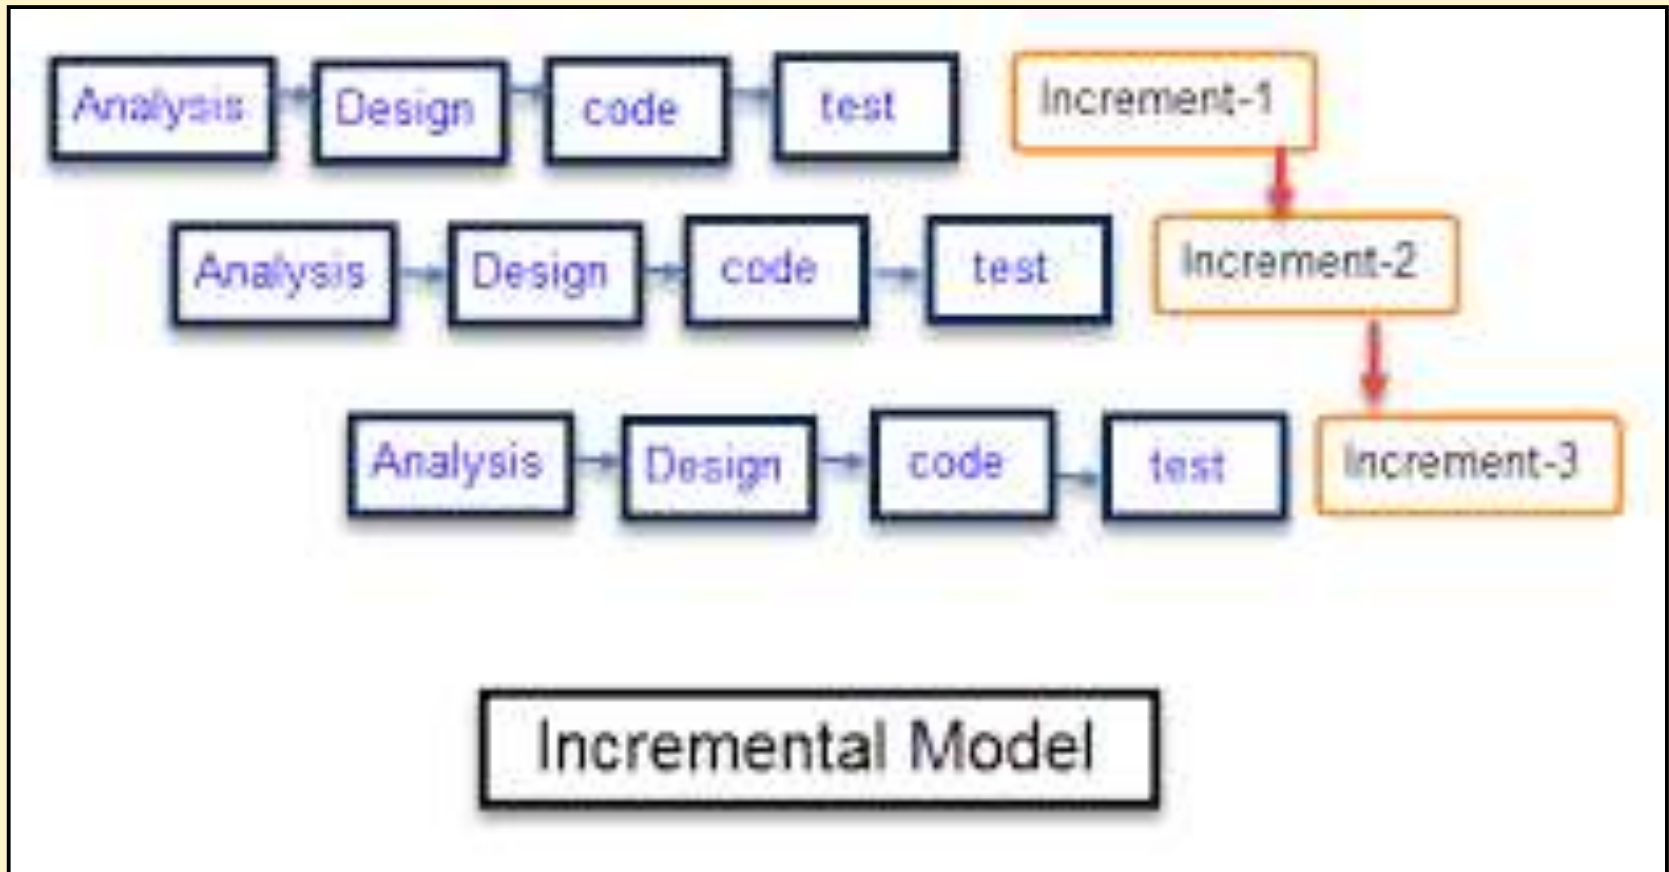 Analysis Design code test Increment-1
Analysis Design code test Increment-2
Analysis Design code test Increment-3
Incremental Model